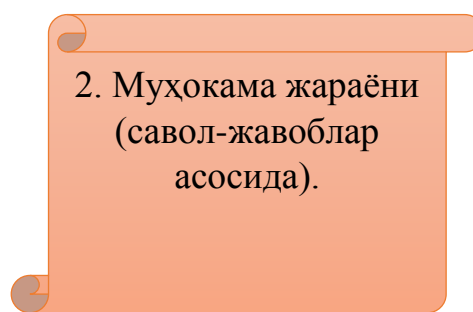 2. Муҳокама жараёни
(савол-жавоблар
асосида).